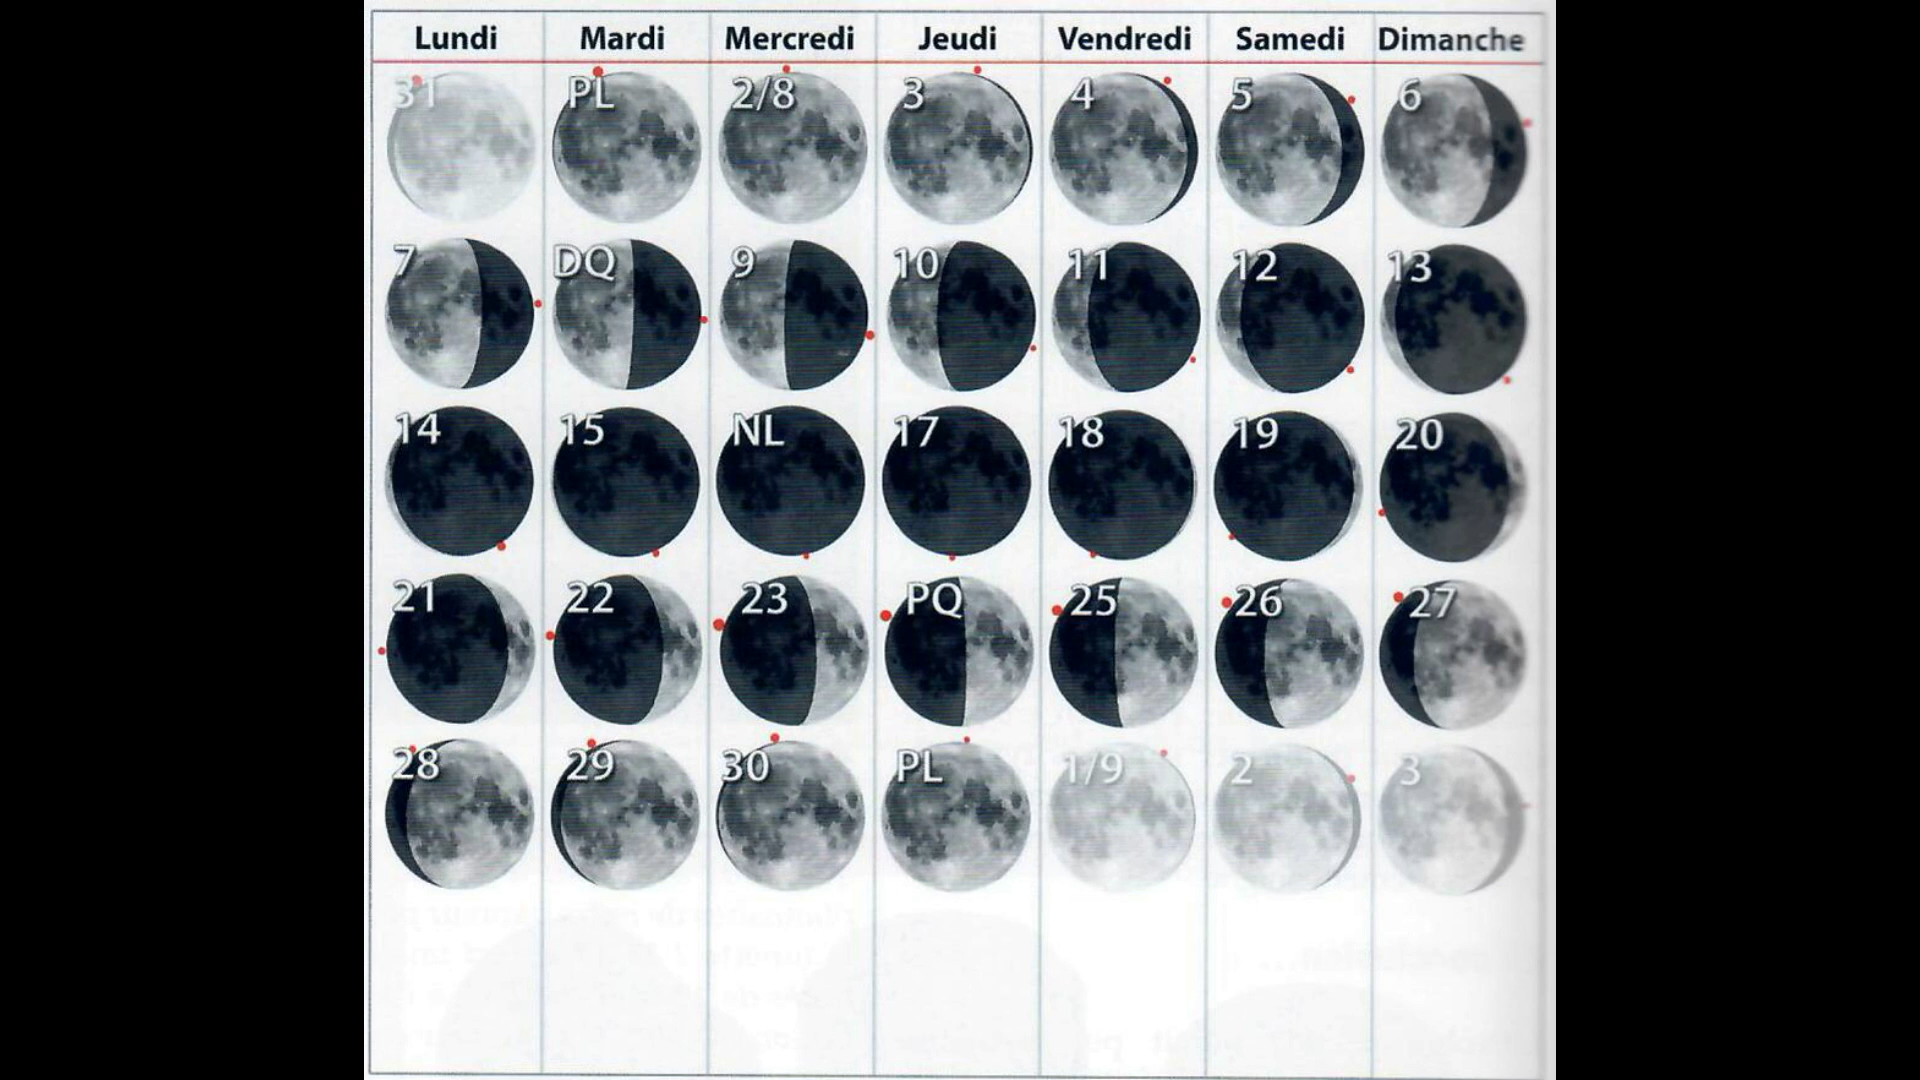 Lundi Mardi Mercredi Jeudi Vendredi Samedi Dimanche
31 PL 2/8 3 4 5 6
7 DQ 9 10 11 12 13
14 15 NL 17 18 19 20
21 22 23 PQ 25 26 27
28 29 30 PL 1/9 2 3